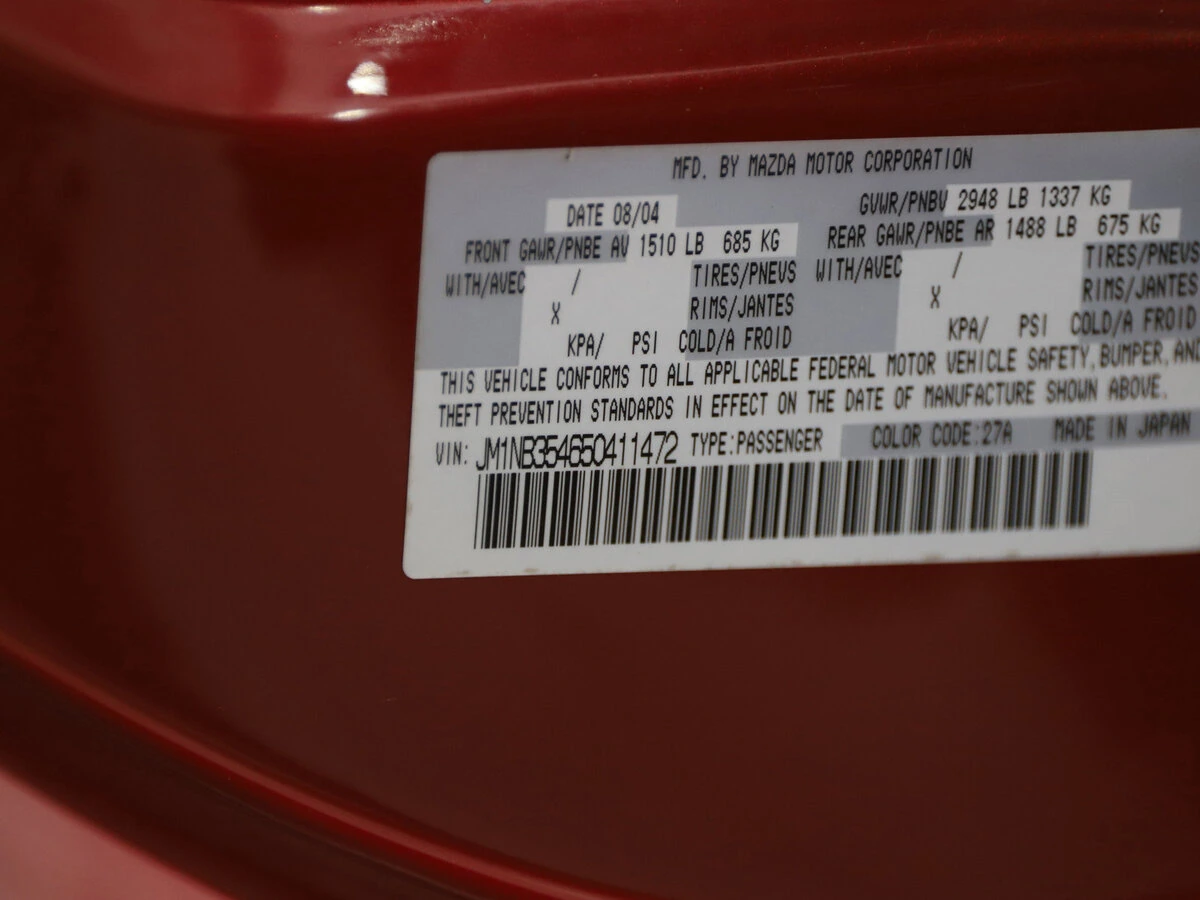 MFD. BY MAZDA MOTOR CORPORATION
DATE 08/04 GVWR/PNBV 2948 LB 1337 KG
FRONT GAWR/PNBE AV 1510 LB 685 KG REAR GAWR/PNBE AR 1488 LB 675 KG
WITH/AVEC / TIRES/PNEUS WITH/AVEC / TIRES/PNEUS
X RIMS/JANTES X RIMS/JANTES
KPA/ PSI COLD/A FROID KPA/ PSI COLD/A FROID
THIS VEHICLE CONFORMS TO ALL APPLICABLE FEDERAL MOTOR VEHICLE SAFETY, BUMPER, AND
THEFT PREVENTION STANDARDS IN EFFECT ON THE DATE OF MANUFACTURE SHOWN ABOVE.
VIN: JM1NB354650411472 TYPE:PASSENGER COLOR CODE:27A MADE IN JAPAN